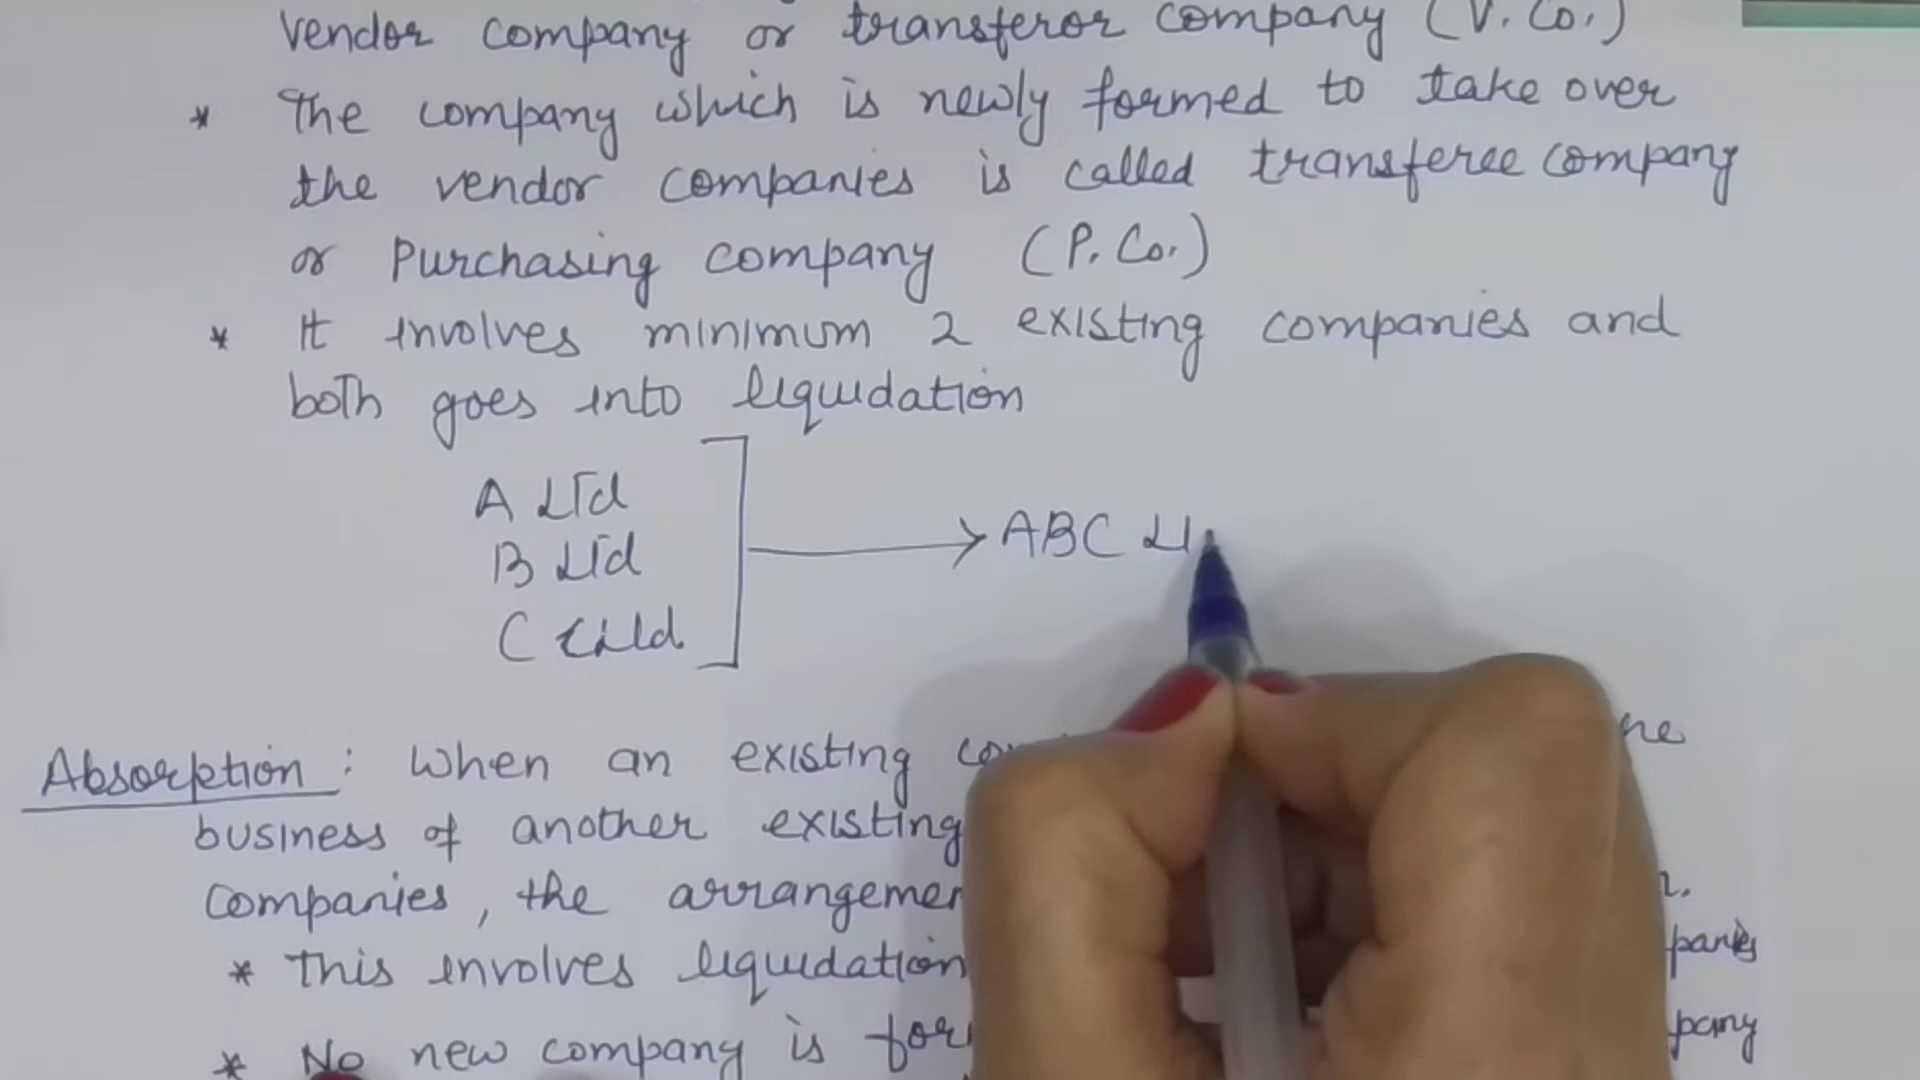 vendor company or transferor company (V. Co.)
* The company which is newly formed to take over
the vendor companies is called transferee company
or Purchasing company (P. Co.)
* It involves minimum 2 existing companies and
both goes into liquidation
A Ltd
B Ltd
C Ltd
ABC
Absorption : When an existing
business of another existing
companies, the
* This involves liquidation
* No new company is